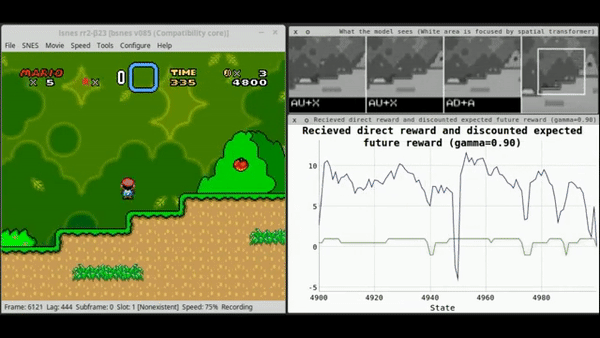 lsnes rr2-β23 [bsnes v085 (Compatibility core)]
File SNES Movie Speed Tools Configure Help
MARIO
x 5
x
0
TIME
335
x 3
4800
Frame: 6121 Lag: 444 Subframe: 0 Slot: 1 [Nonexistent] Speed: 75% Recording
x o What the model sees (White area is focused by spatial transformer)
AU+X
AU+X
AD+A
x o Recieved direct reward and discounted expected future reward (gamma=0.90)
Recieved direct reward and discounted expected
future reward (gamma=0.90)
10
5
0
-5
4900 4920 4940 4960 4980
State